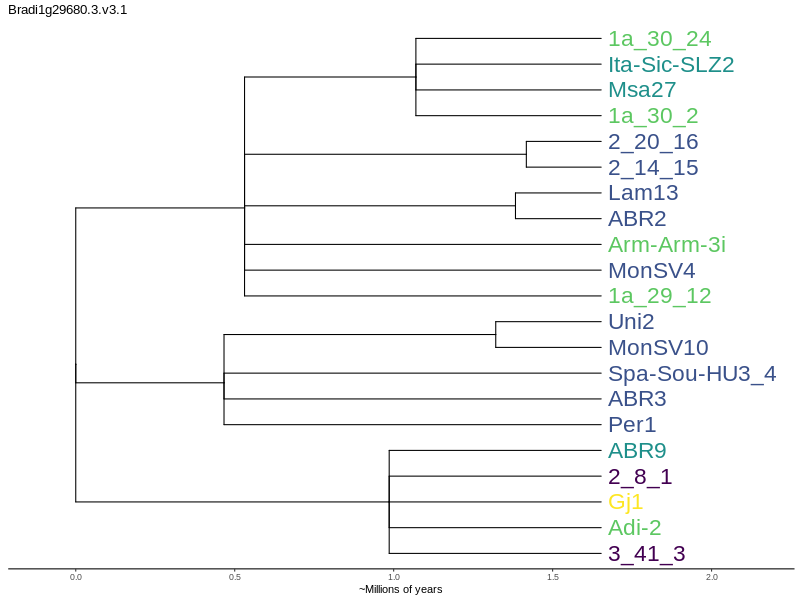 Bradi1g29680.3.v3.1
1a_30_24
Ita-Sic-SLZ2
Msa27
1a_30_2
2_20_16
2_14_15
Lam13
ABR2
Arm-Arm-3i
MonSV4
1a_29_12
Uni2
MonSV10
Spa-Sou-HU3_4
ABR3
Per1
ABR9
2_8_1
Gj1
Adi-2
3_41_3
0.0 0.5 1.0 1.5 2.0
~Millions of years